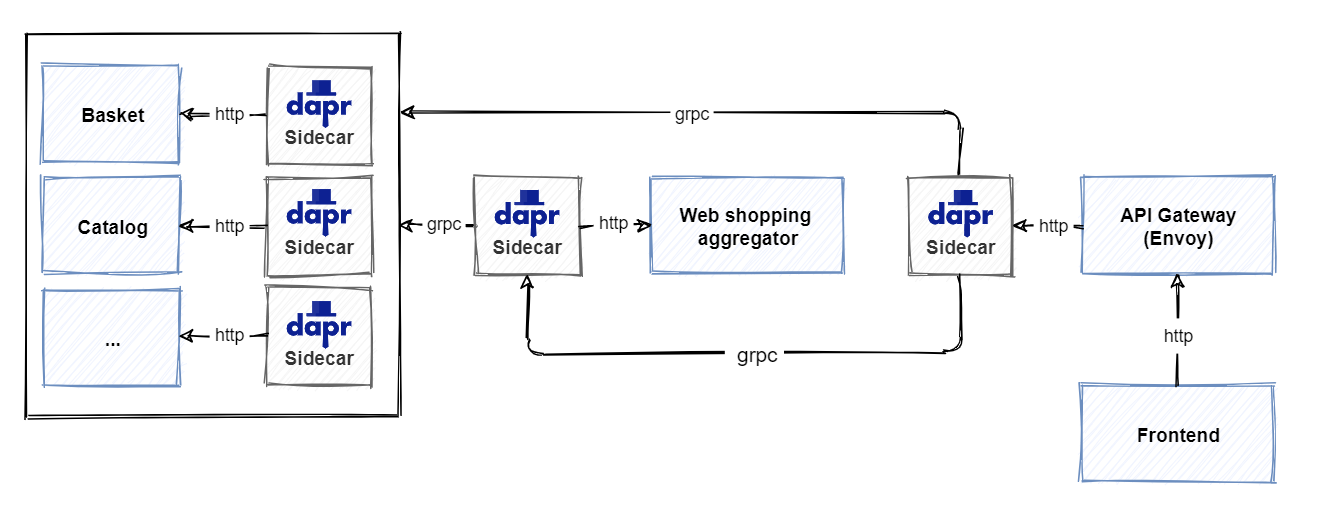 Basket
http
dapr
Sidecar
grpc
Catalog
http
dapr
Sidecar
grpc
dapr
Sidecar
http
Web shopping
aggregator
dapr
Sidecar
http
API Gateway
(Envoy)
...
http
dapr
Sidecar
grpc
http
Frontend